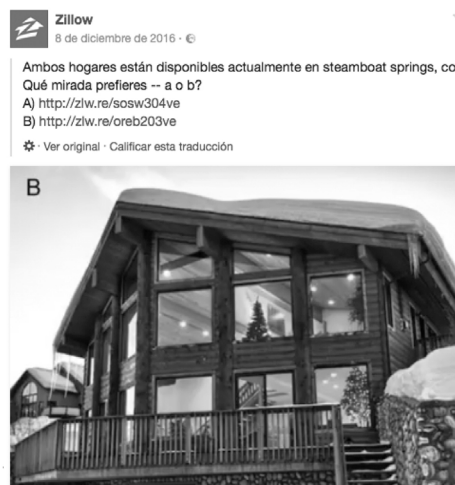 Zillow
8 de diciembre de 2016 ·
Ambos hogares están disponibles actualmente en steamboat springs, co
Qué mirada prefieres -- a o b?
A) http://zlw.re/sosw304ve
B) http://zlw.re/oreb203ve
· Ver original · Calificar esta traducción
B